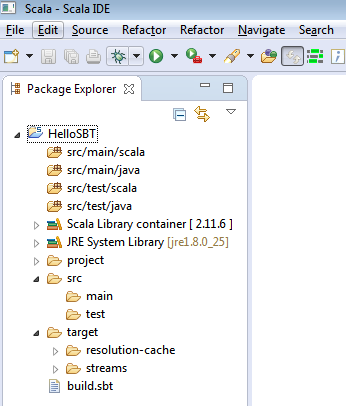 Scala - Scala IDE
File Edit Source Refactor Refactor Navigate Search
Package Explorer
HelloSBT
src/main/scala
src/main/java
src/test/scala
src/test/java
Scala Library container [ 2.11.6 ]
JRE System Library [jre1.8.0_25]
project
src
main
test
target
resolution-cache
streams
build.sbt